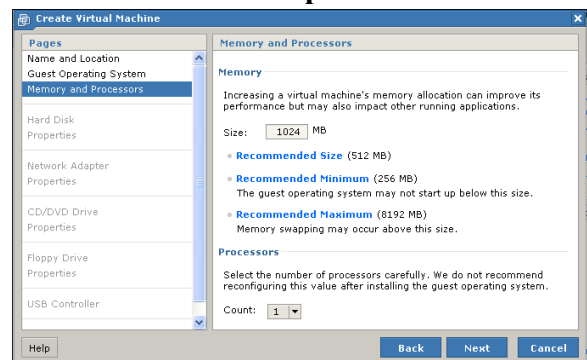 Create Virtual Machine
Pages
Name and Location
Guest Operating System
Memory and Processors
Hard Disk
Properties
Network Adapter
Properties
CD/DVD Drive
Properties
Floppy Drive
Properties
USB Controller
Memory and Processors
Memory
Increasing a virtual machine's memory allocation can improve its
performance but may also impact other running applications.
Size: 1024 MB
Recommended Size (512 MB)
Recommended Minimum (256 MB)
The guest operating system may not start up below this size.
Recommended Maximum (8192 MB)
Memory swapping may occur above this size.
Processors
Select the number of processors carefully. We do not recommend
reconfiguring this value after installing the guest operating system.
Count: 1
Help
Back
Next
Cancel